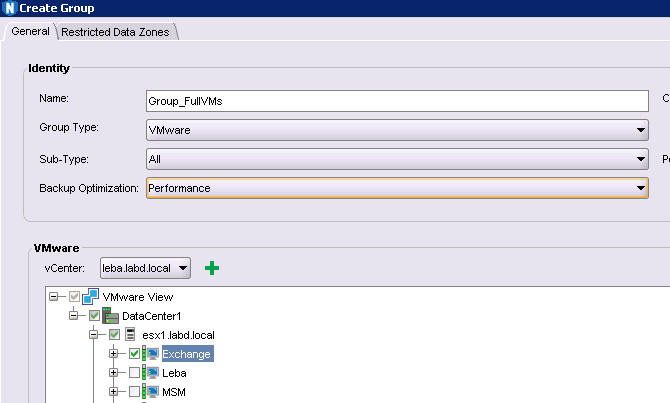 Create Group
General Restricted Data Zones
Identity
Name: Group_FullVMs C
Group Type: VMware
Sub-Type: All P
Backup Optimization: Performance
VMware
vCenter: leba.labd.local
VMware View
DataCenter1
esx1.labd.local
Exchange
Leba
MSM